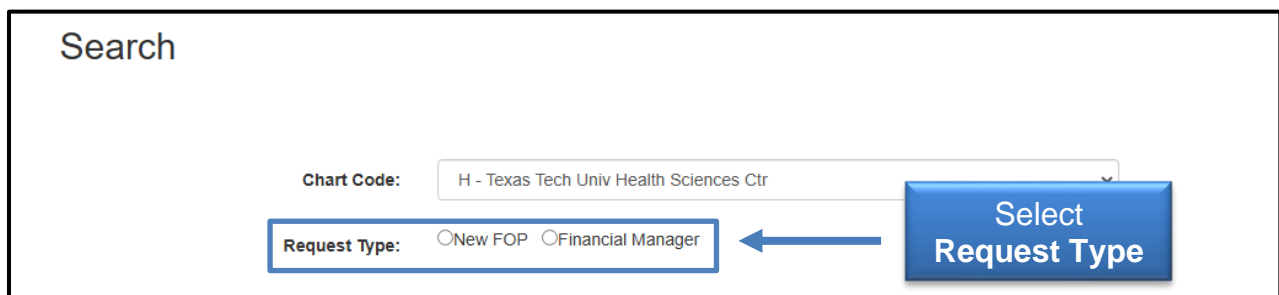 Search
Chart Code:
H - Texas Tech Univ Health Sciences Ctr
Request Type:
New FOP Financial Manager
Select
Request Type